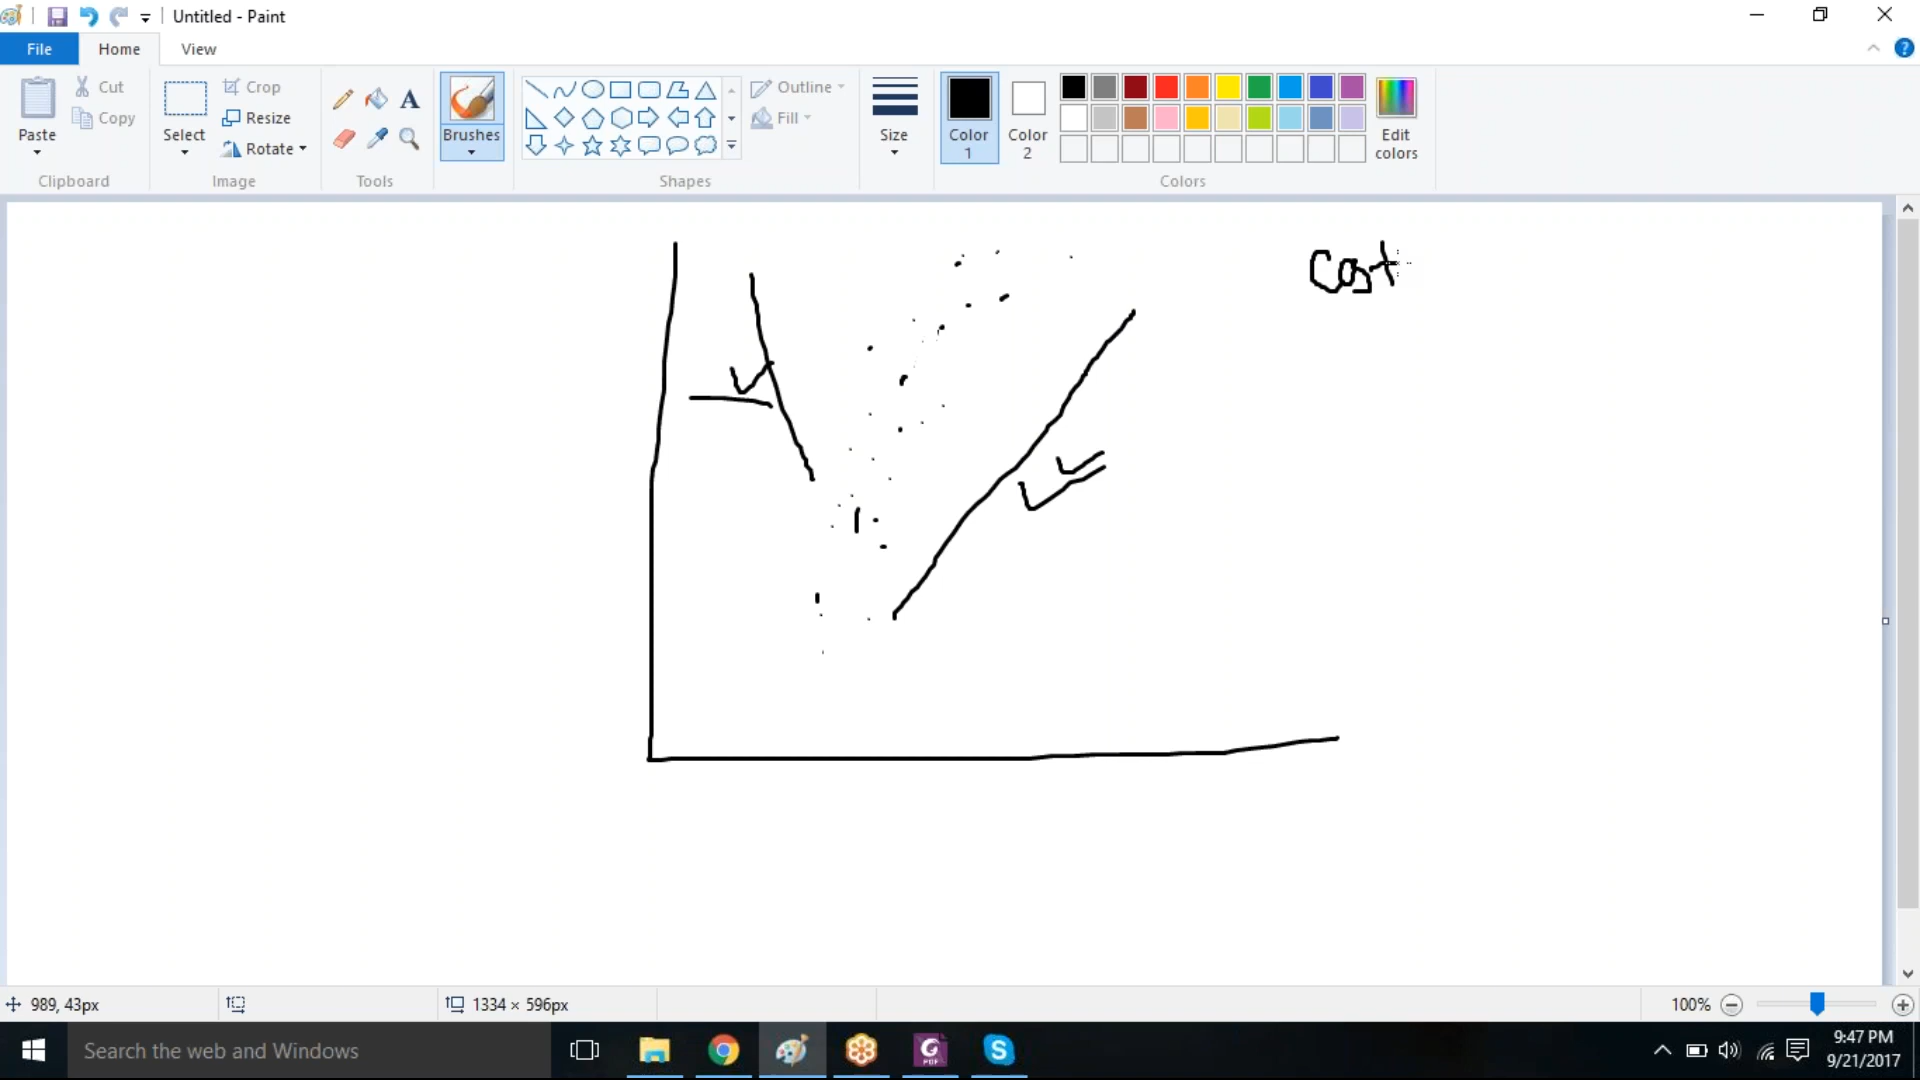 Untitled - Paint
File Home View
Paste
Cut
Copy
Clipboard
Select
Crop
Resize
Rotate
Image
Tools
Brushes
Shapes
Outline
Fill
Size
Color 1
Color 2
Edit colors
Colors
Cost
989, 43px
1334 × 596px
100%
Search the web and Windows
PDF
9:47 PM
9/21/2017